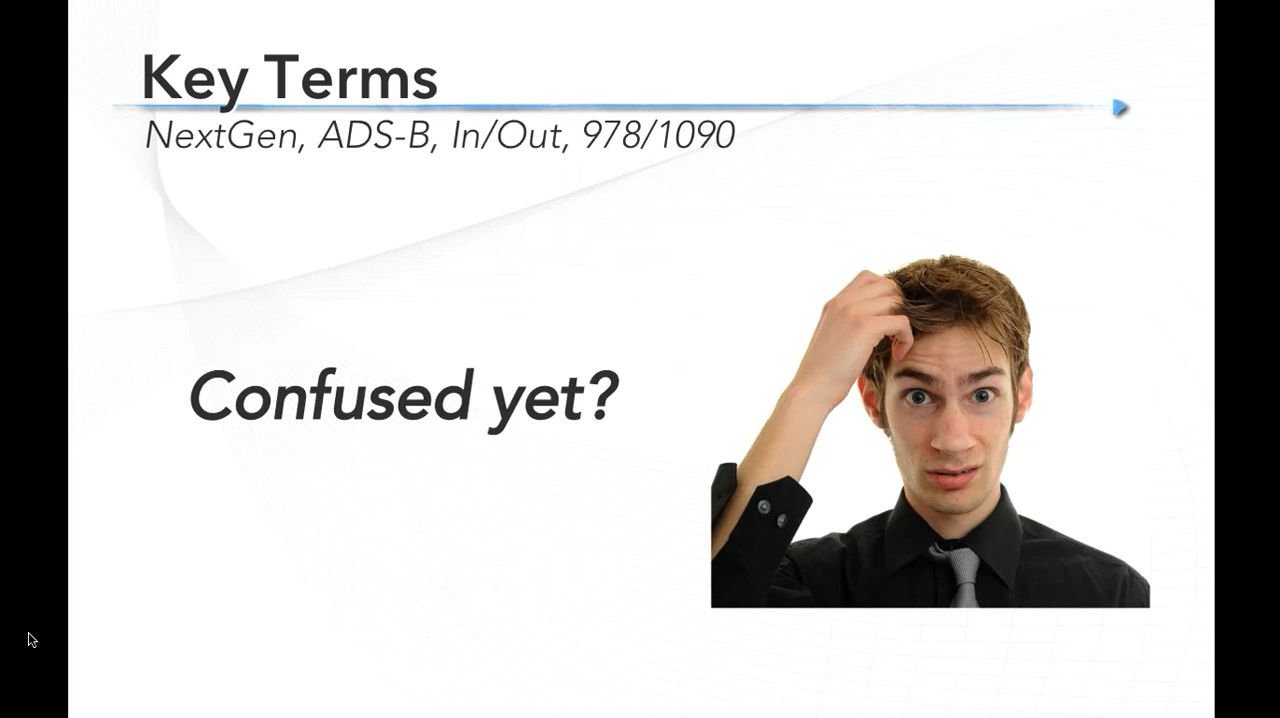 Key Terms
NextGen, ADS-B, In/Out, 978/1090
Confused yet?